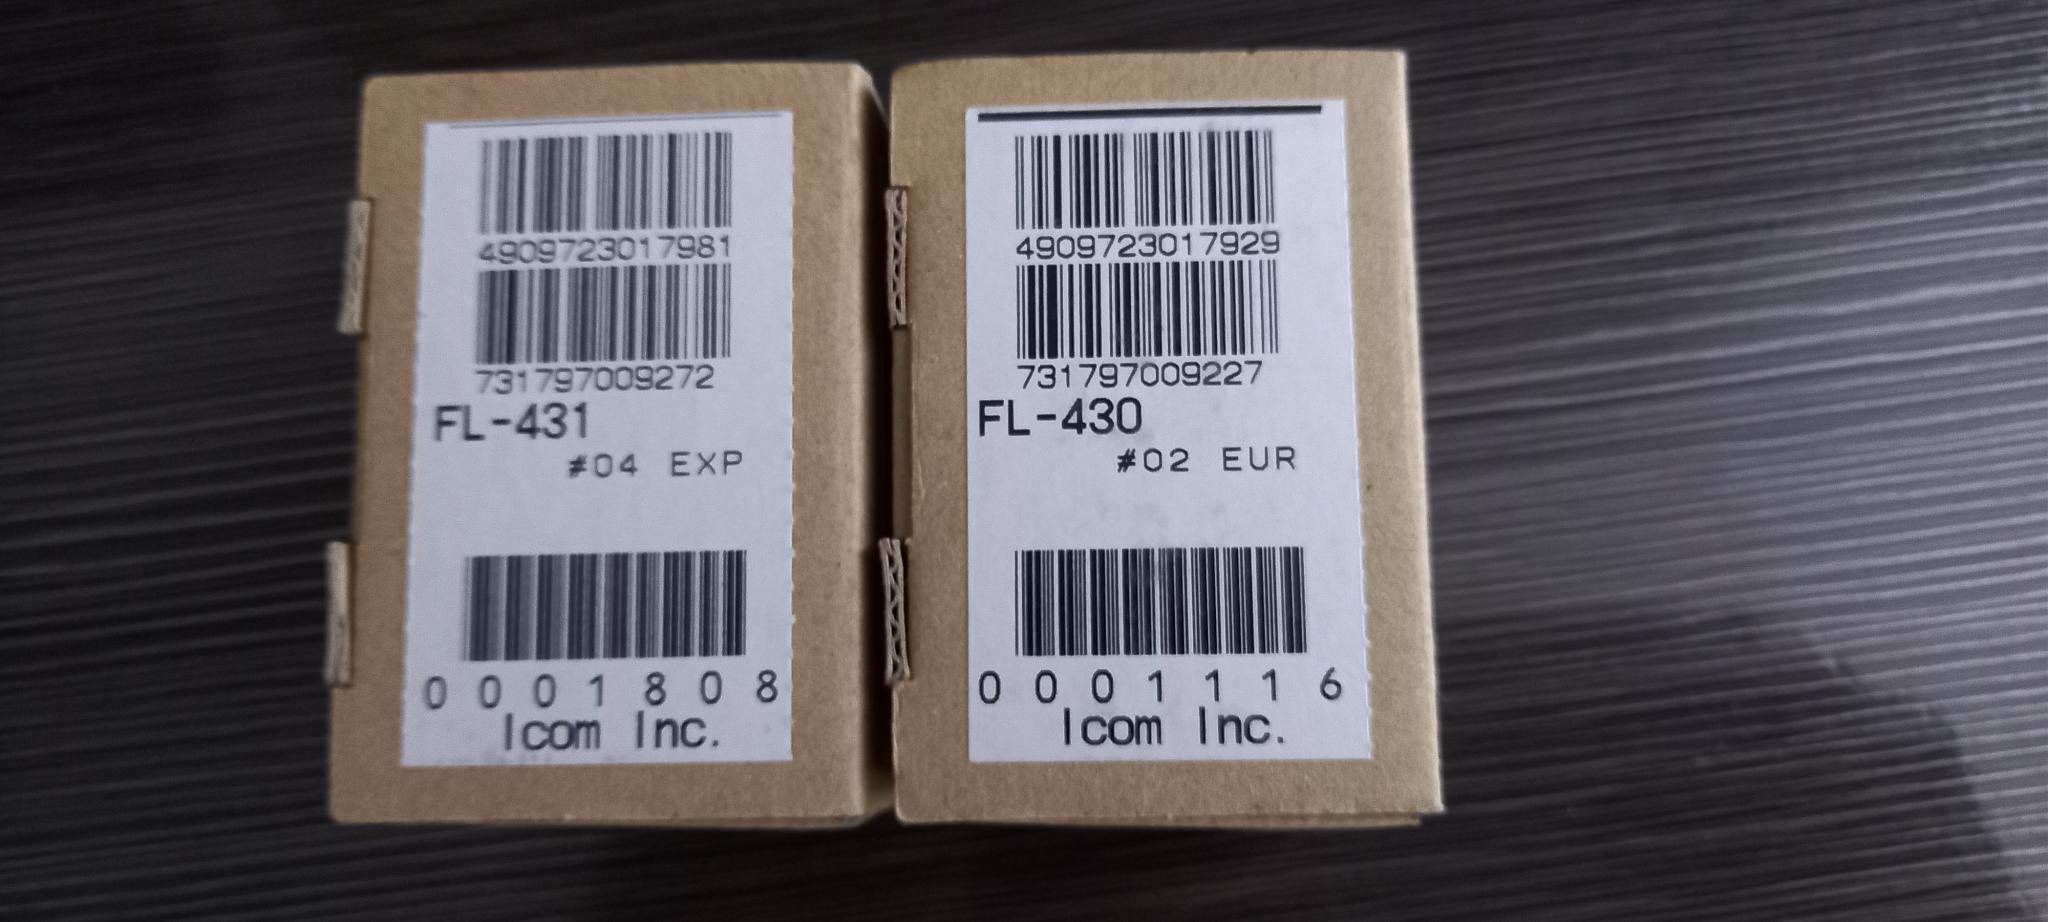 4909723017981
731797009272
FL-431
#04 EXP
0001808
Icom Inc.
4909723017929
731797009227
FL-430
#02 EUR
0001116
Icom Inc.